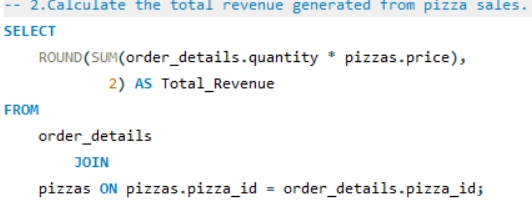 -- 2.Calculate the total revenue generated from pizza sales.
SELECT
ROUND(SUM(order_details.quantity * pizzas.price),
2) AS Total_Revenue
FROM
order_details
JOIN
pizzas ON pizzas.pizza_id = order_details.pizza_id;